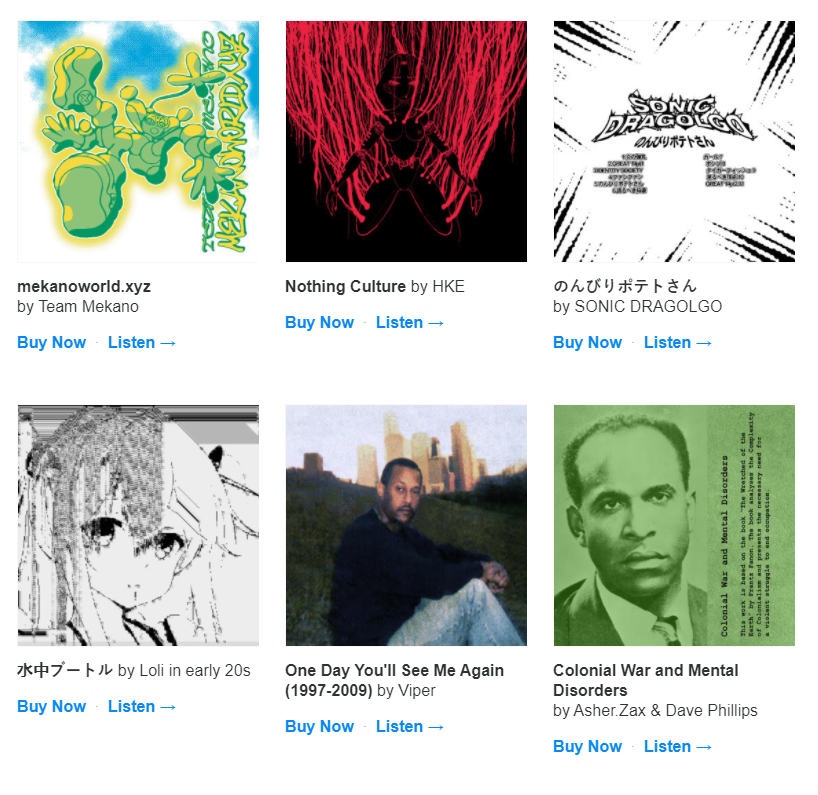 SONIC
DRAGOLGO
のんびりポテトさん
mekanoworld.xyz
by Team Mekano
Buy Now · Listen →
Nothing Culture by HKE
Buy Now · Listen →
のんびりポテトさん
by SONIC DRAGOLGO
Buy Now · Listen →
Colonial War and Mental Disorders
This work is based on the book "The Wretched of the
Earth" by Frantz Fanon. The book analyses the Complexity
of Colonialism and presents the necessary need for
a violent struggle to end occupation.
水中ブートル by Loli in early 20s
Buy Now · Listen →
One Day You'll See Me Again
(1997-2009) by Viper
Buy Now · Listen →
Colonial War and Mental
Disorders
by Asher.Zax & Dave Phillips
Buy Now · Listen →